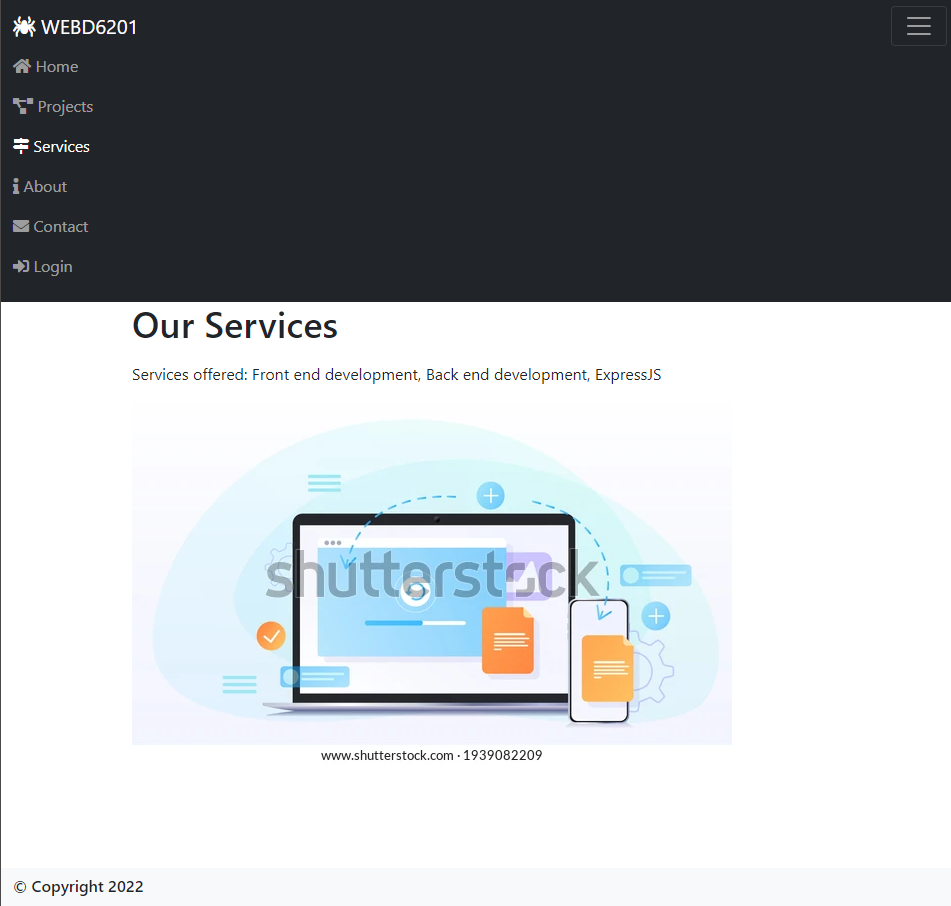 WEBD6201
Home
Projects
Services
About
Contact
Login
Our Services
Services offered: Front end development, Back end development, ExpressJS
shutterstock
www.shutterstock.com · 1939082209
© Copyright 2022